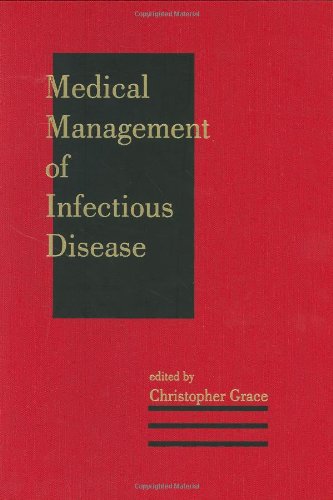 Medical
Management
of
Infectious
Disease
edited by
Christopher Grace